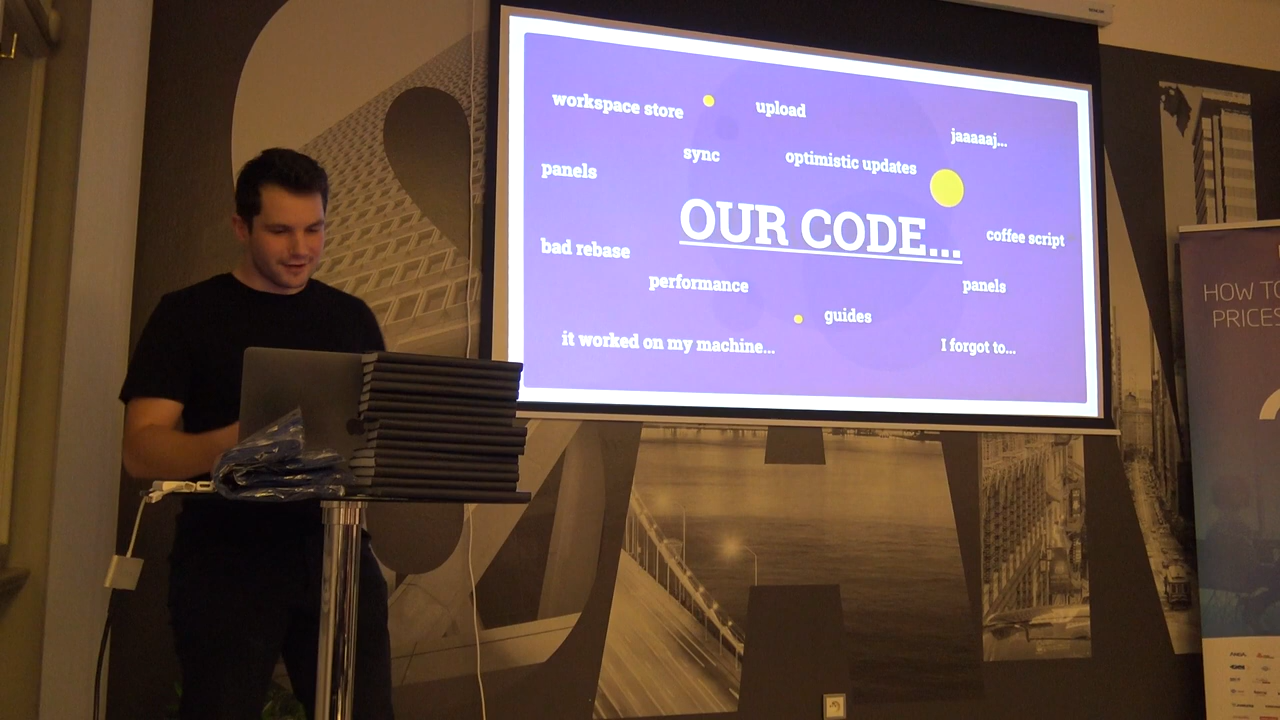 workspace store
upload
jaaaaaj...
sync
optimistic updates
panels
OUR CODE...
coffee script
bad rebase
performance
panels
guides
it worked on my machine...
I forgot to...
HOW TO
PRICES